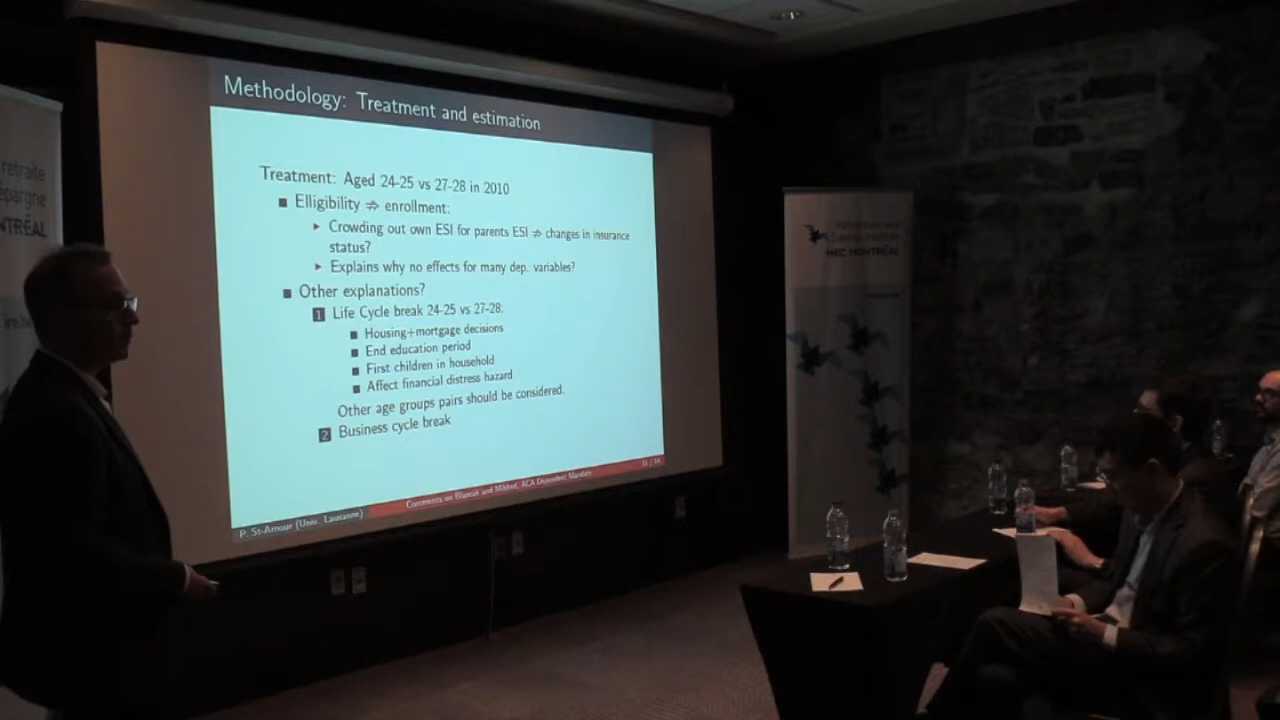 Methodology: Treatment and estimation
Treatment: Aged 24-25 vs 27-28 in 2010
Elligibility ⇏ enrollment:
Crowding out own ESI for parents ESI ⇏ changes in insurance
status?
Explains why no effects for many dep. variables?
Other explanations?
1 Life Cycle break 24-25 vs 27-28:
Housing+mortgage decisions
End education period
First children in household
Affect financial distress hazard
Other age groups pairs should be considered.
2 Business cycle break
P. St-Amour (Univ. Lausanne)
Comments on Blascak and Mikhed, ACA Dependent Mandate
11 / 14
retraite
épargne
NTRÉAL
HEC MONTRÉAL